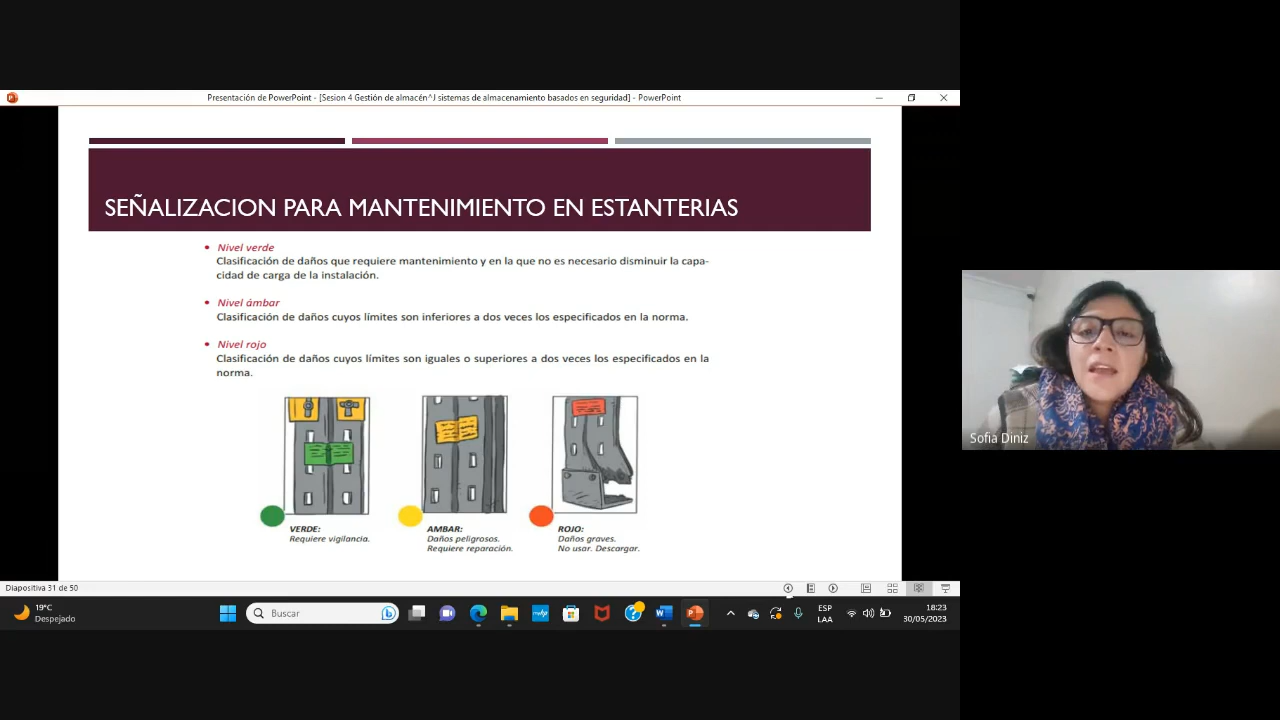 Presentación de PowerPoint - [Sesion 4 Gestión de almacén^J sistemas de almacenamiento basados en seguridad] - PowerPoint
SEÑALIZACION PARA MANTENIMIENTO EN ESTANTERIAS
• Nivel verde
Clasificación de daños que requiere mantenimiento y en la que no es necesario disminuir la capa-
cidad de carga de la instalación.
• Nivel ámbar
Clasificación de daños cuyos límites son inferiores a dos veces los especificados en la norma.
• Nivel rojo
Clasificación de daños cuyos límites son iguales o superiores a dos veces los especificados en la
norma.
VERDE:
Requiere vigilancia.
AMBAR:
Daños peligrosos.
Requiere reparación.
ROJO:
Daños graves.
No usar. Descargar.
Sofia Diniz
Diapositiva 31 de 50
19°C
Despejado
Buscar
ESP
LAA
18:23
30/05/2023